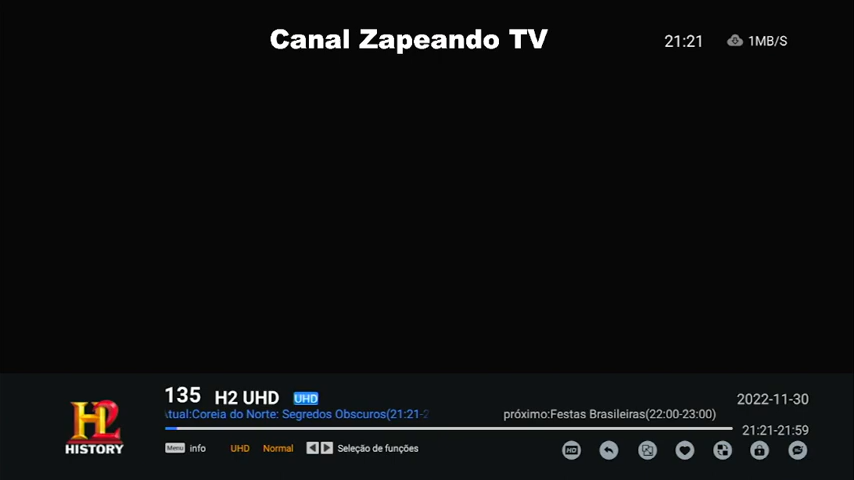 Canal Zapeando TV
21:21
1MB/S
135 H2 UHD UHD
2022-11-30
tual:Coreia do Norte: Segredos Obscuros(21:21-2
próximo:Festas Brasileiras(22:00-23:00)
21:21-21:59
H2
HISTORY
Menu info UHD Normal Seleção de funções
HD